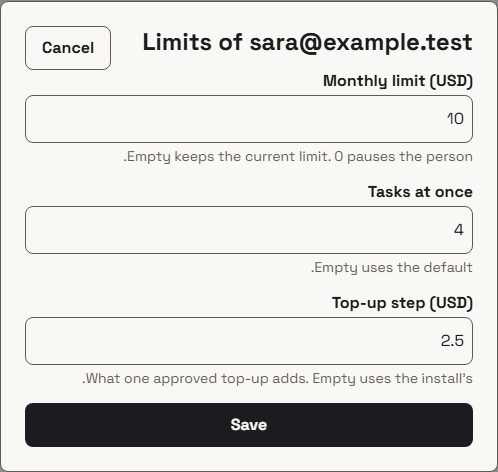 Limits of sara@example.test
Cancel
Monthly limit (USD)
10
.Empty keeps the current limit. 0 pauses the person
Tasks at once
4
.Empty uses the default
Top-up step (USD)
2.5
.What one approved top-up adds. Empty uses the install's
Save